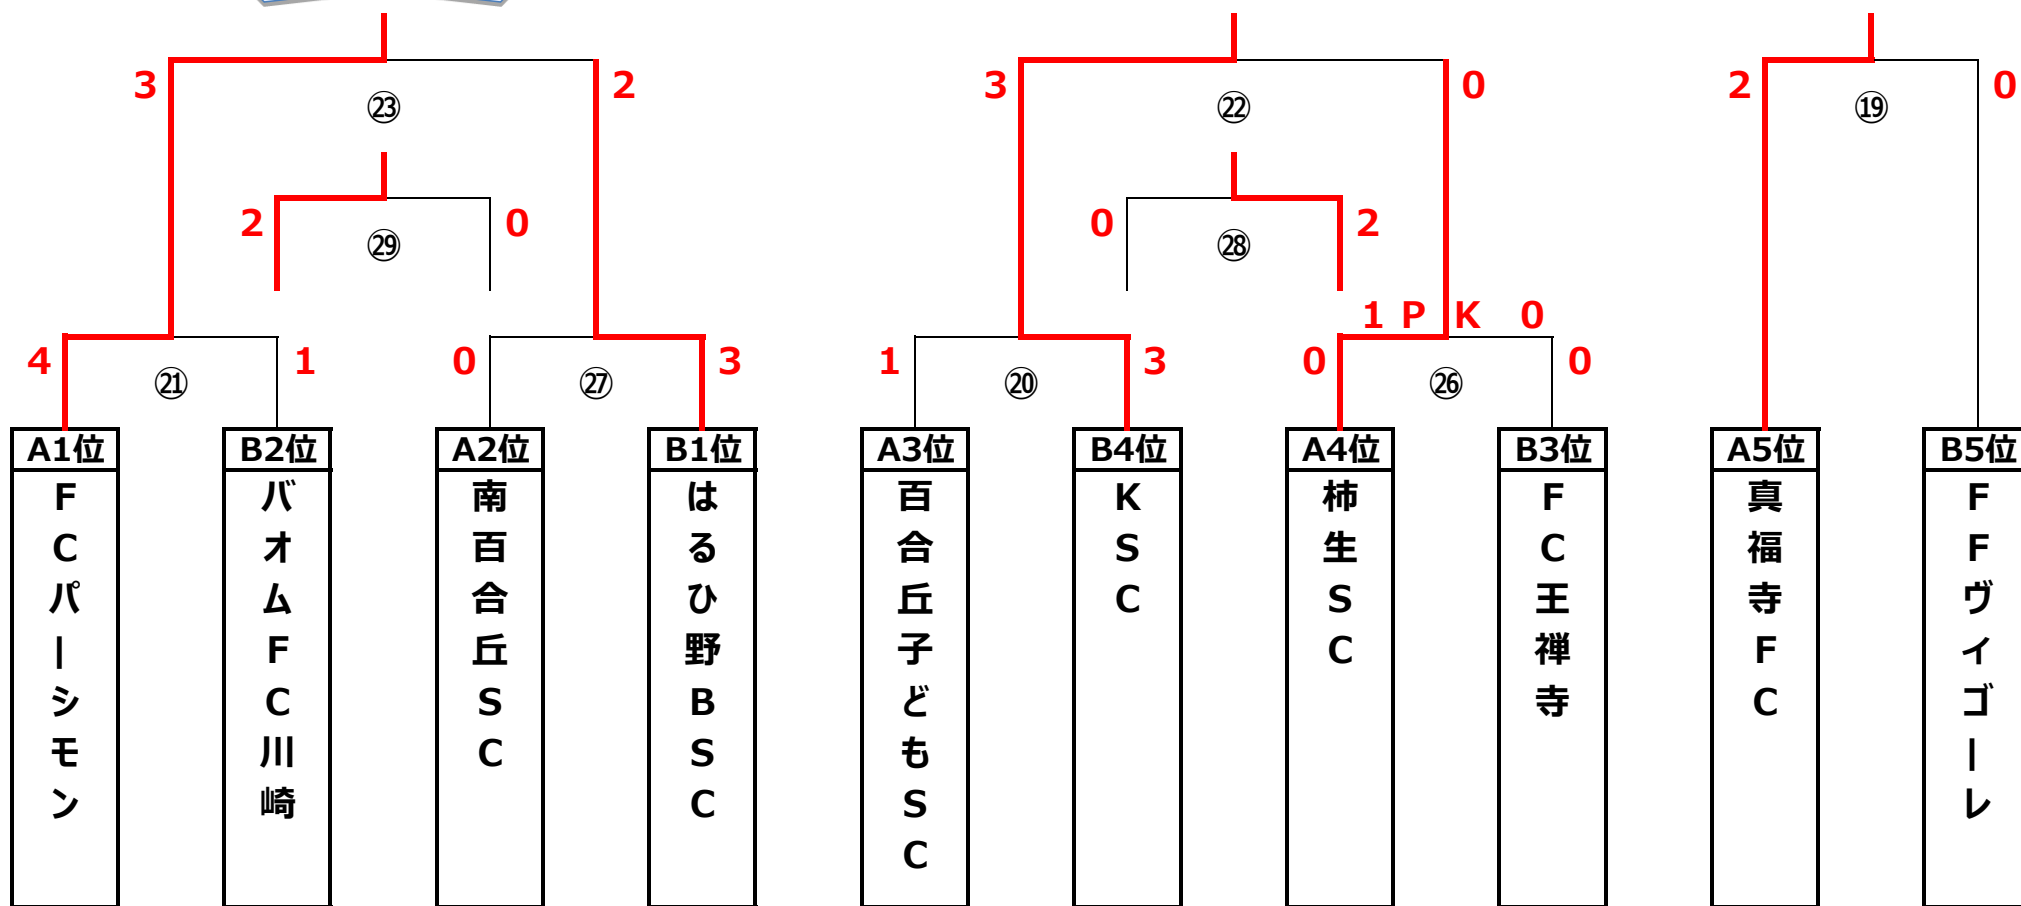 3 2 3 0 2 0
㉓ ㉒ ⑲
2 0 0 2
㉙ ㉘
1 P K 0
4 1 0 3 1 3 0 0
㉑ ㉗ ⑳ ㉖
A1位 B2位 A2位 B1位 A3位 B4位 A4位 B3位 A5位 B5位
FCパーシモン
バオムFC川崎
南百合丘SC
はるひ野BSC
百合丘子どもSC
KSC
柿生SC
FC王禅寺
真福寺FC
FFヴィゴーレ